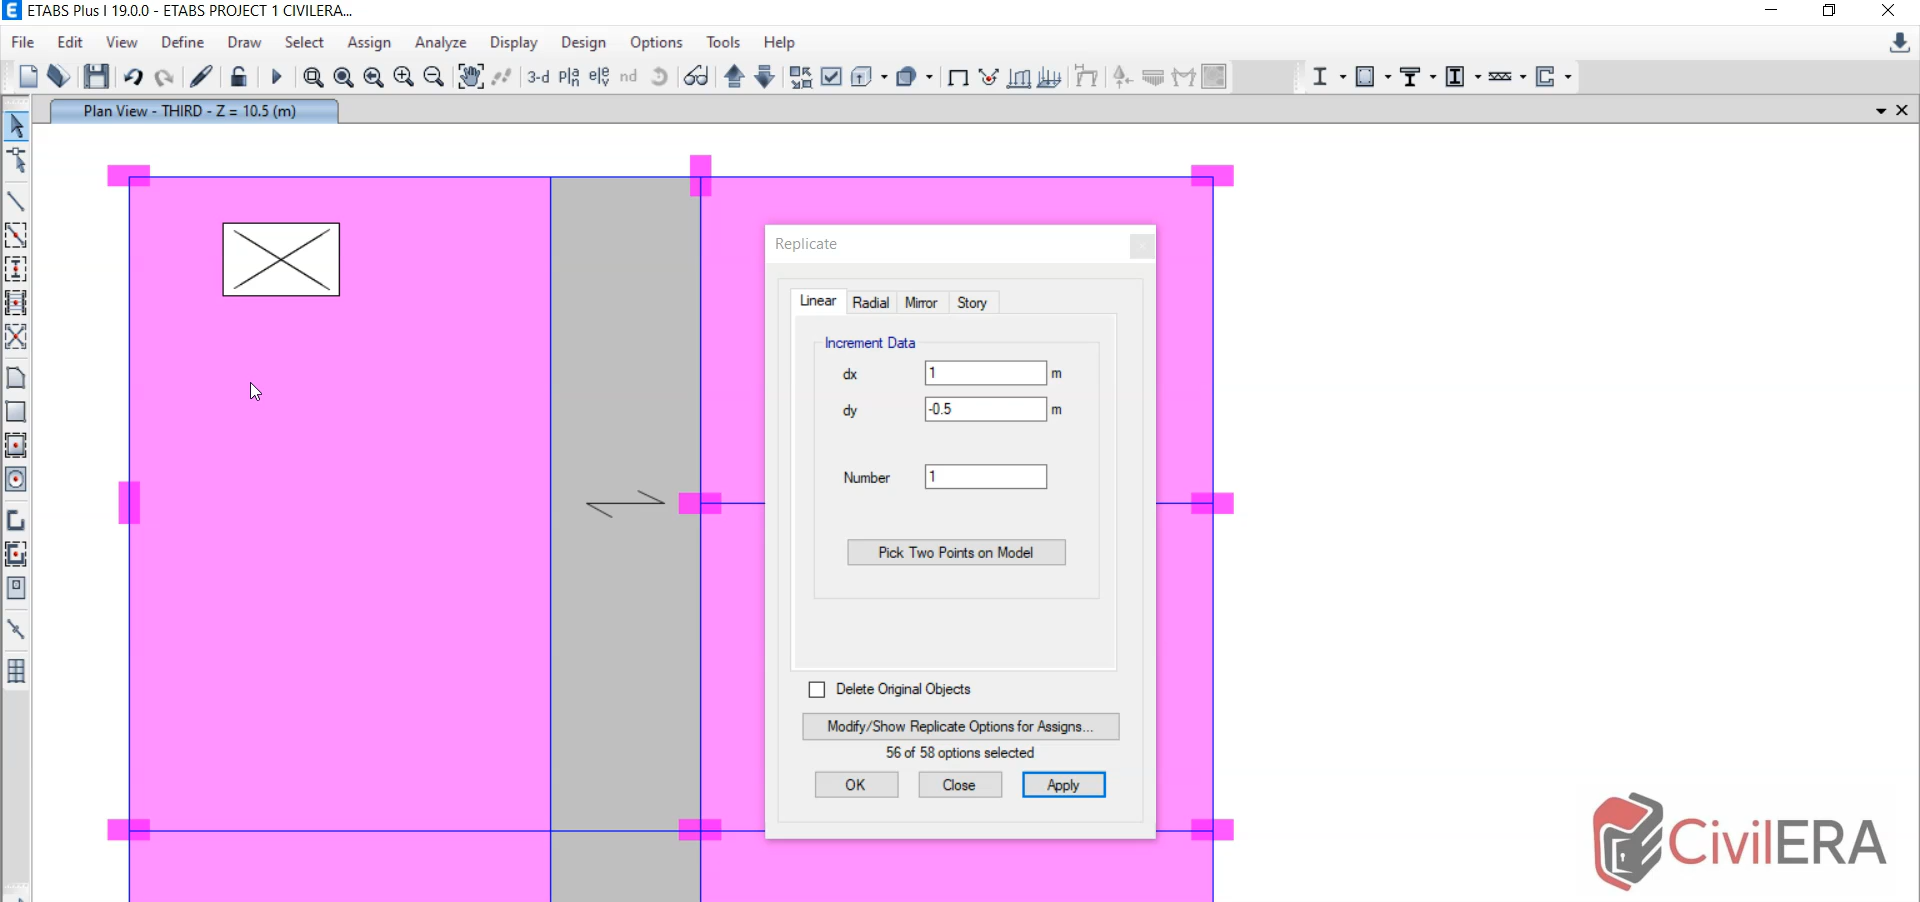 ETABS Plus I 19.0.0 - ETABS PROJECT 1 CIVILERA...
File Edit View Define Draw Select Assign Analyze Display Design Options Tools Help
3-d Pla n ele v nd
Plan View - THIRD - Z = 10.5 (m)
Replicate
Linear Radial Mirror Story
Increment Data
dx 1 m
dy -0.5 m
Number 1
Pick Two Points on Model
Delete Original Objects
Modify/Show Replicate Options for Assigns...
56 of 58 options selected
OK Close Apply
CivilERA